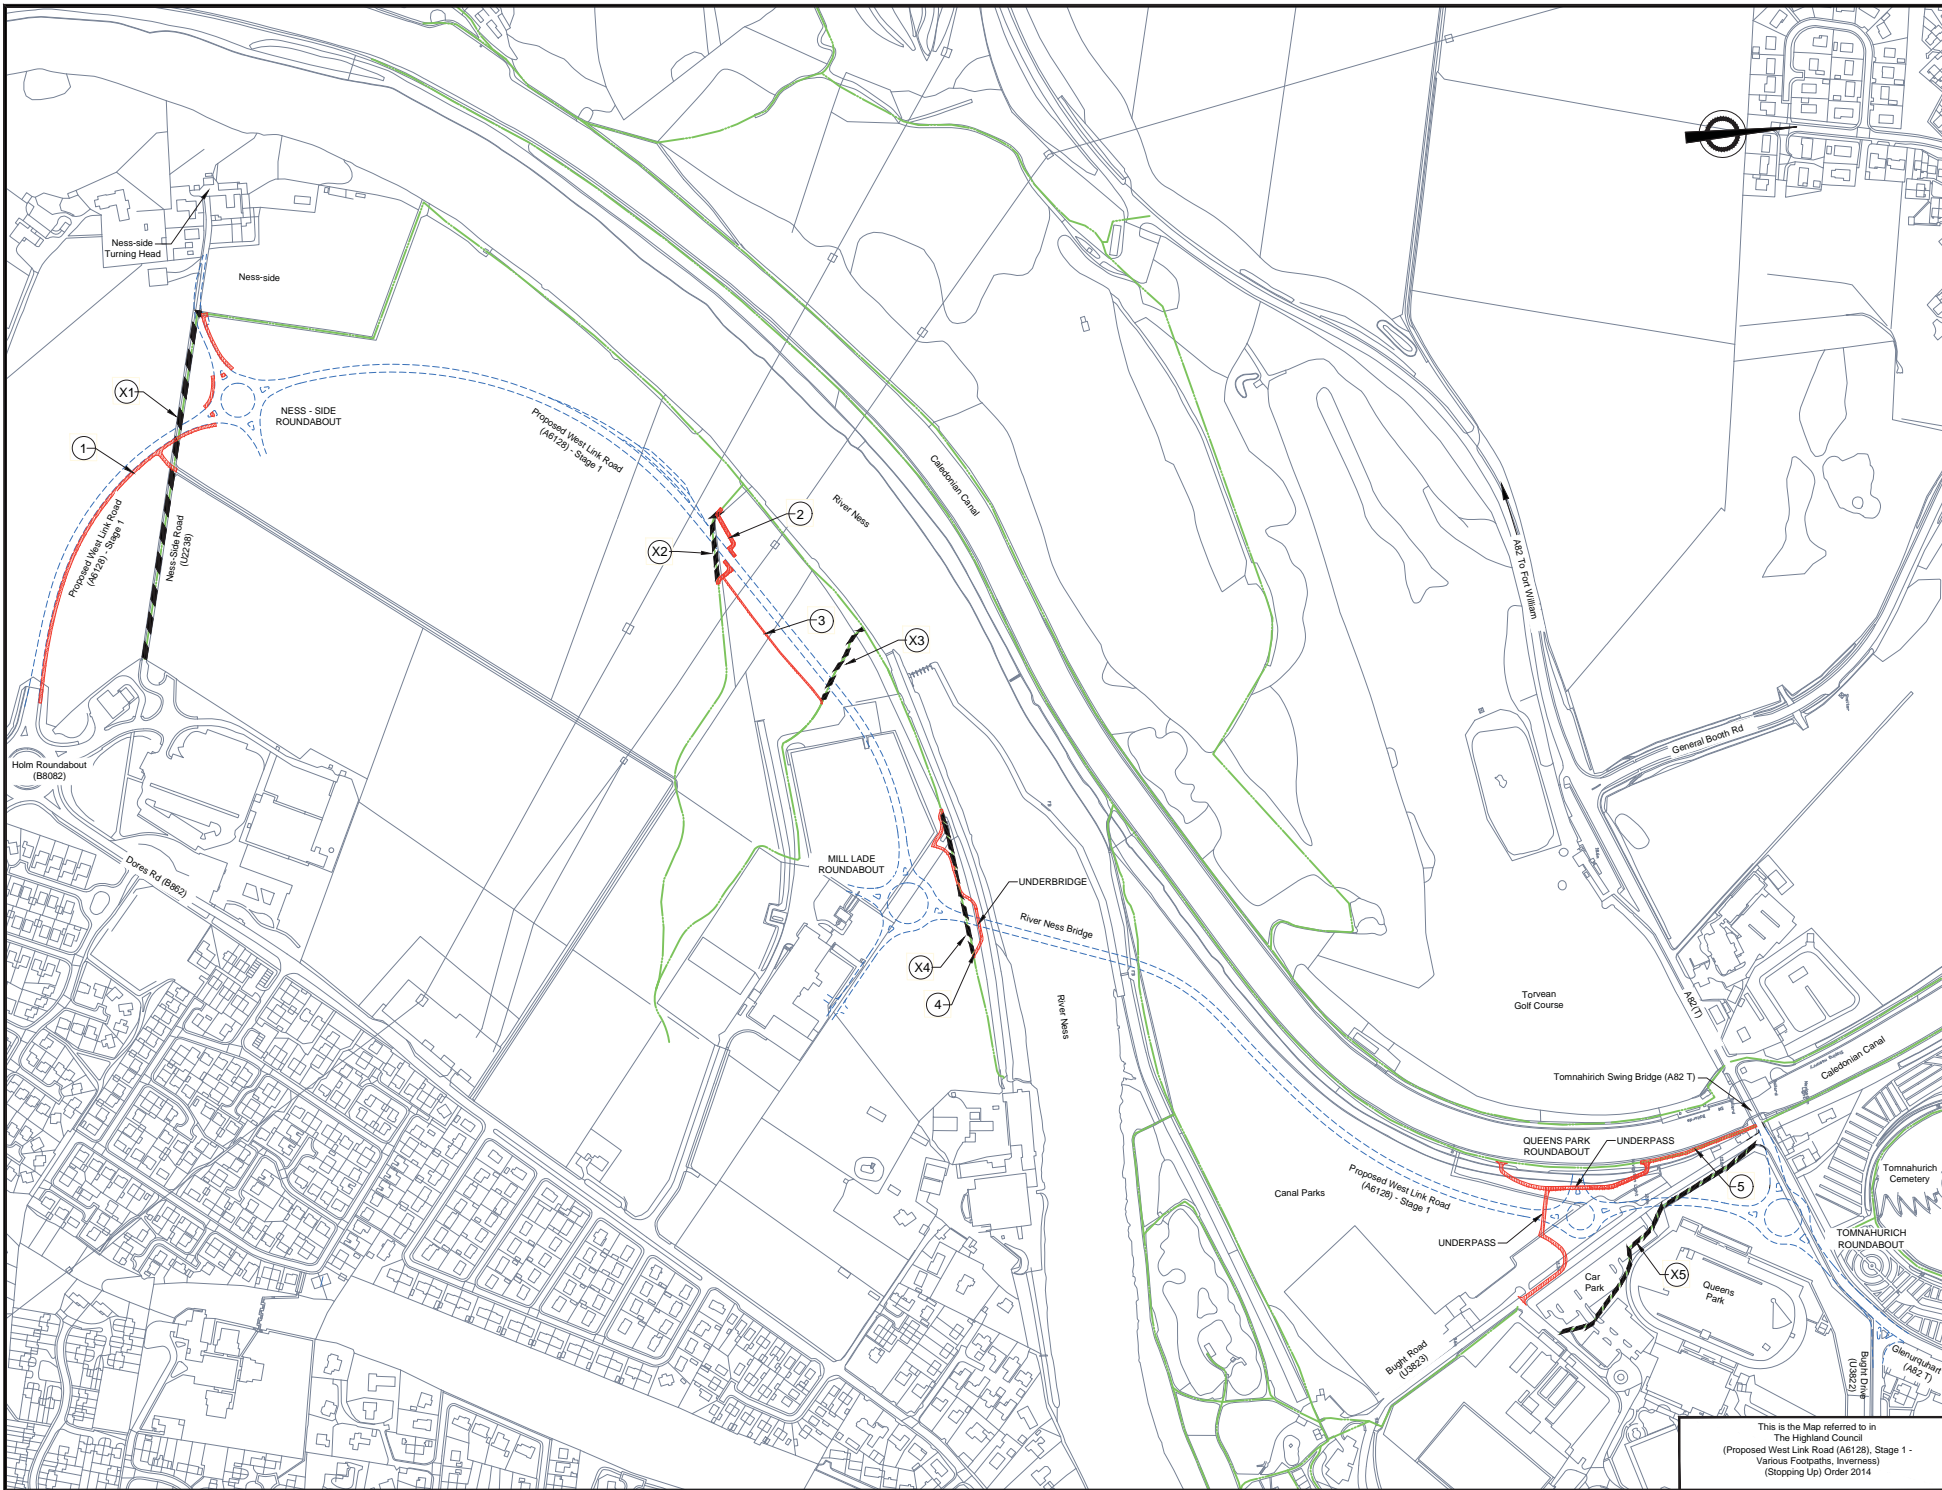 Ness-side
Turning Head
Ness-side
X1
NESS - SIDE
ROUNDABOUT
1
Proposed West Link Road
(A6128) - Stage 1
Ness-Side Road
(U2238)
Proposed West Link Road
(A6128) - Stage 1
2
X2
River Ness
Caledonian Canal
3
X3
A82 To Fort William
General Booth Rd
Holm Roundabout
(B8082)
Dores Rd (B862)
MILL LADE
ROUNDABOUT
UNDERBRIDGE
River Ness Bridge
X4
4
River Ness
Torvean
Golf Course
A82(T)
Caledonian Canal
Tomnahirich Swing Bridge (A82 T)
QUEENS PARK
ROUNDABOUT
UNDERPASS
Proposed West Link Road
(A6128) - Stage 1
Canal Parks
5
Tomnahurich
Cemetery
UNDERPASS
TOMNAHURICH
ROUNDABOUT
X5
Car
Park
Queens
Park
Bught Road
(U3823)
Bught Drive
(U3822)
Glenurquhart
(A82 T)
This is the Map referred to in
The Highland Council
(Proposed West Link Road (A6128), Stage 1 -
Various Footpaths, Inverness)
(Stopping Up) Order 2014